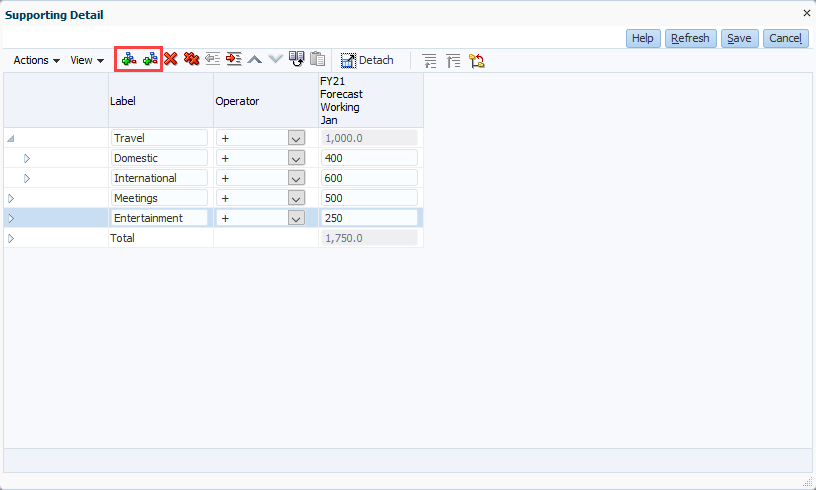 Supporting Detail
Help Refresh Save Cancel
Actions View Detach
Label Operator FY21
Forecast
Working
Jan
Travel + 1,000.0
Domestic + 400
International + 600
Meetings + 500
Entertainment + 250
Total 1,750.0